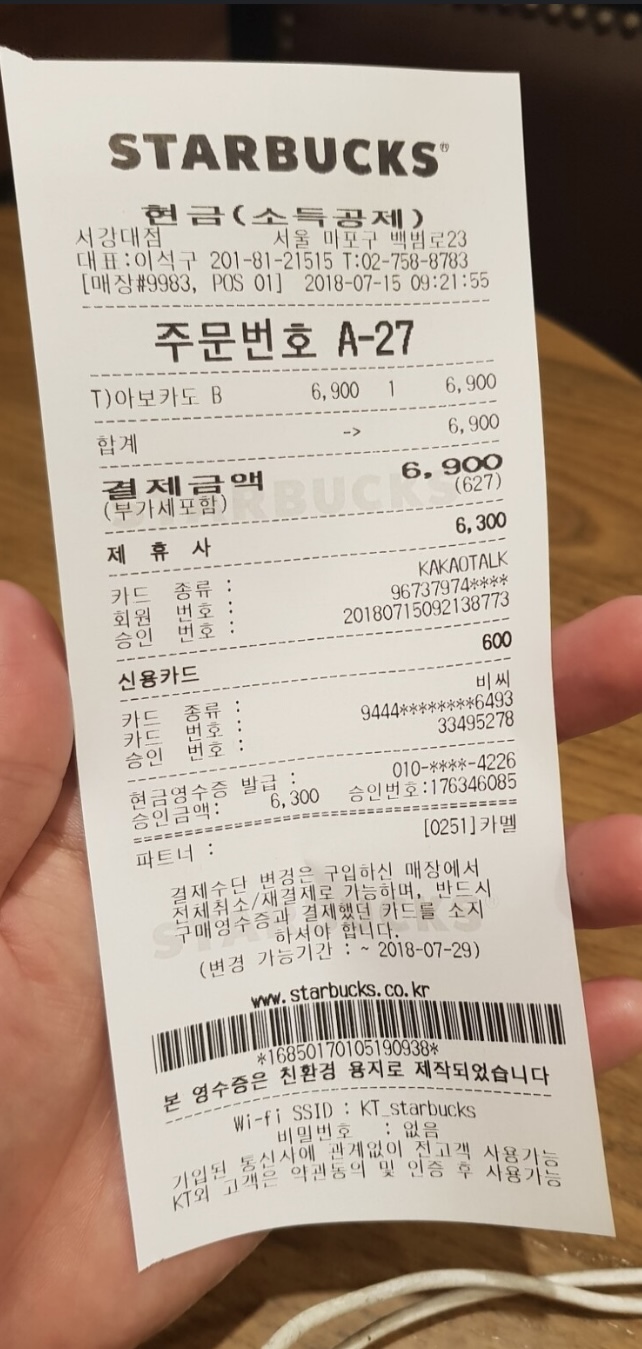 STARBUCKS®
현금(소득공제)
서강대점 서울 마포구 백범로23
대표:이석구 201-81-21515 T:02-758-8783
[매장#9983, POS 01] 2018-07-15 09:21:55
주문번호 A-27
T)아보카도 B 6,900 1 6,900
합계 -> 6,900
결제금액 6,900
(부가세포함) (627)
제 휴 사 6,300
카드 종류 : KAKAOTALK
회원 번호 : 96737974****
승인 번호 : 20180715092138773
신용카드 600
카드 종류 : 비씨
카드 번호 : 9444********6493
승인 번호 : 33495278
현금영수증 발급 : 010-****-4226
승인금액: 6,300 승인번호:176346085
파트너 : [0251]카멜
결제수단 변경은 구입하신 매장에서
전체취소/재결제로 가능하며, 반드시
구매영수증과 결제했던 카드를 소지
하셔야 합니다.
(변경 가능기간 : ~ 2018-07-29)
www.starbucks.co.kr
*16850170105190938*
본 영수증은 친환경 용지로 제작되었습니다
Wi-fi SSID : KT_starbucks
비밀번호 : 없음
가입된 통신사에 관계없이 전고객 사용가능
KT외 고객은 약관동의 및 인증 후 사용가능